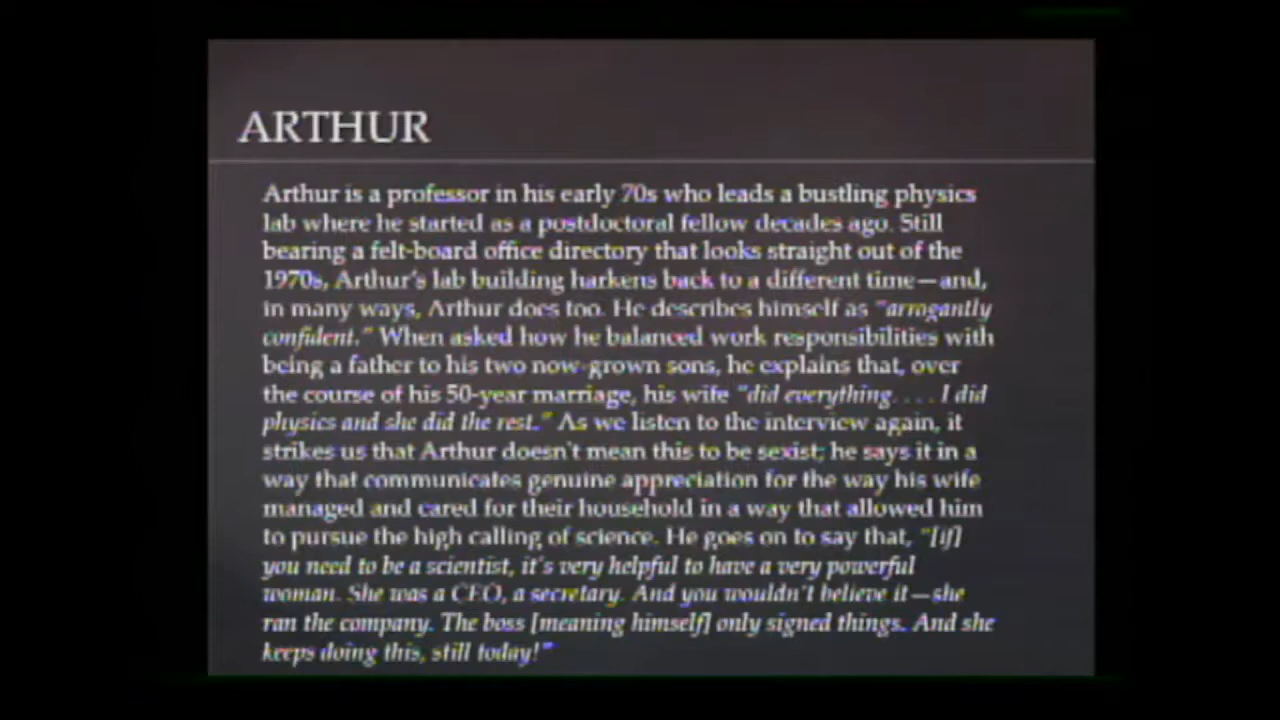 ARTHUR
Arthur is a professor in his early 70s who leads a bustling physics
lab where he started as a postdoctoral fellow decades ago. Still
bearing a felt-board office directory that looks straight out of the
1970s, Arthur's lab building harkens back to a different time—and,
in many ways, Arthur does too. He describes himself as "arrogantly
confident." When asked how he balanced work responsibilities with
being a father to his two now-grown sons, he explains that, over
the course of his 50-year marriage, his wife "did everything. . . . I did
physics and she did the rest." As we listen to the interview again, it
strikes us that Arthur doesn't mean this to be sexist; he says it in a
way that communicates genuine appreciation for the way his wife
managed and cared for their household in a way that allowed him
to pursue the high calling of science. He goes on to say that, "[if]
you need to be a scientist, it's very helpful to have a very powerful
woman. She was a CEO, a secretary. And you wouldn't believe it—she
ran the company. The boss [meaning himself] only signed things. And she
keeps doing this, still today!"